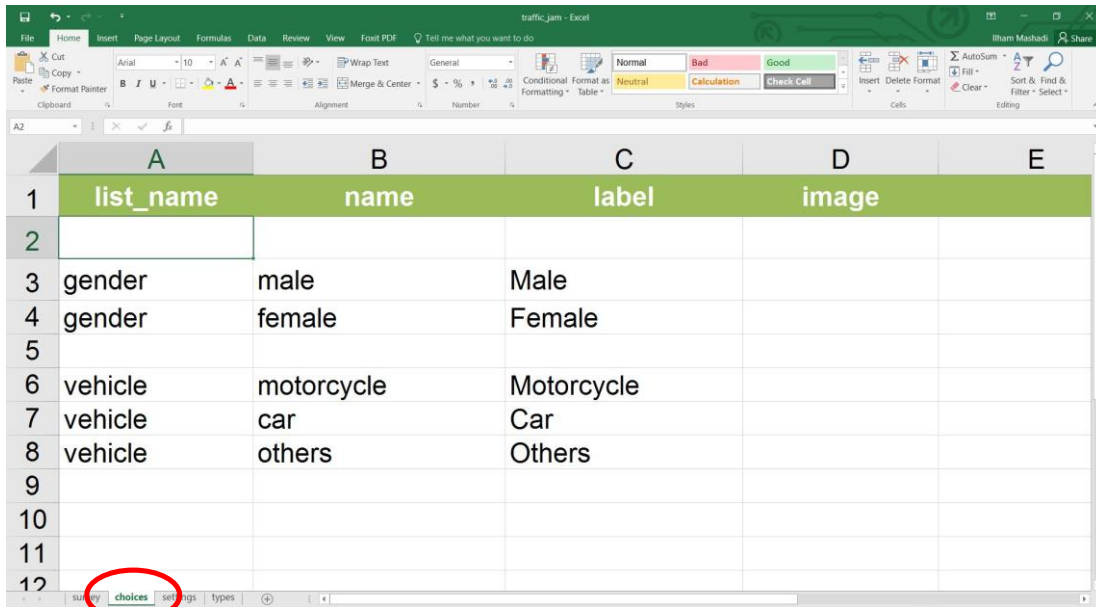 traffic_jam - Excel
File Home Insert Page Layout Formulas Data Review View Foxit PDF Tell me what you want to do Ilham Mashadi Share
Cut Arial 10 Wrap Text General Normal Bad Good AutoSum
Copy Fill
Paste Format Painter B I U Merge & Center $ - % , Conditional Formatting Format as Table Neutral Calculation Check Cell Insert Delete Format Clear Sort & Filter Find & Select
Clipboard Font Alignment Number Styles Cells Editing
A2 fx
A B C D E
1 list_name name label image
2
3 gender male Male
4 gender female Female
5
6 vehicle motorcycle Motorcycle
7 vehicle car Car
8 vehicle others Others
9
10
11
12
survey choices settings types